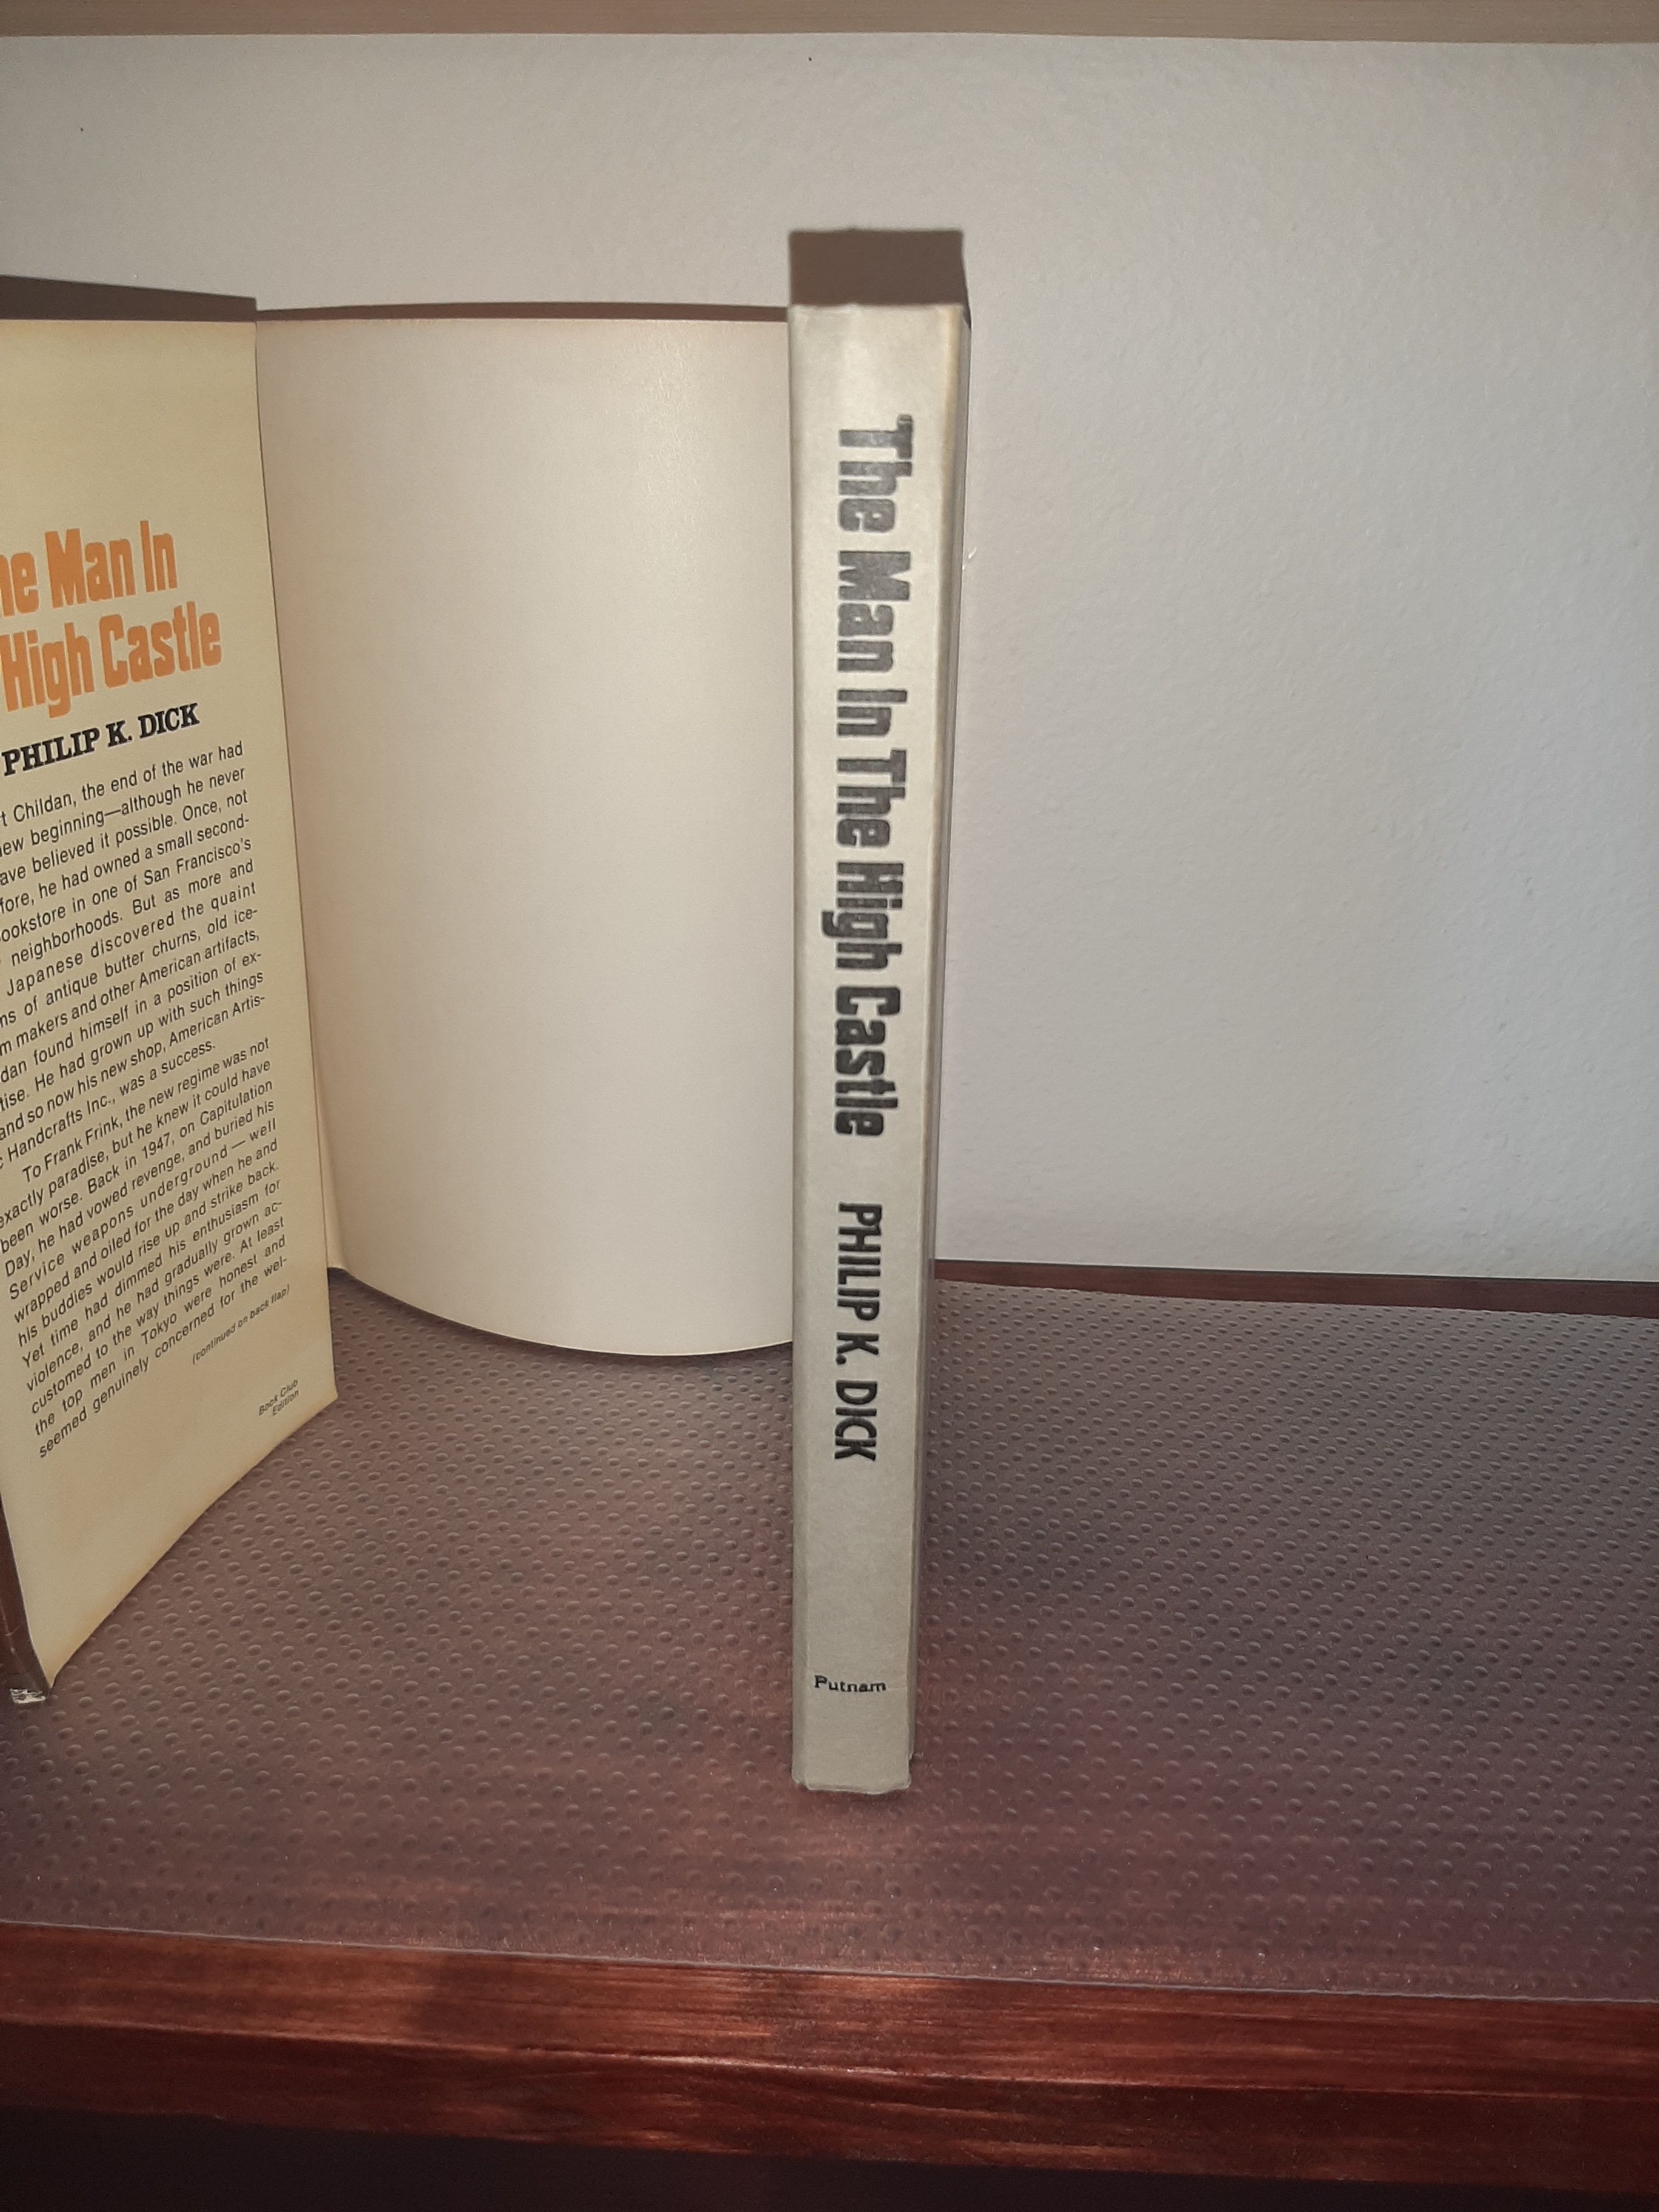 he Man In
High Castle
PHILIP K. DICK
t Childan, the end of the war had
ew beginning—although he never
ave believed it possible. Once, not
fore, he had owned a small second-
ookstore in one of San Francisco's
neighborhoods. But as more and
Japanese discovered the quaint
ms of antique butter churns, old ice-
m makers and other American artifacts,
dan found himself in a position of ex-
tise. He had grown up with such things
and so now his new shop, American Artis-
c Handcrafts Inc., was a success.
To Frank Frink, the new regime was not
exactly paradise, but he knew it could have
been worse. Back in 1947, on Capitulation
Day, he had vowed revenge, and buried his
Service weapons underground — well
wrapped and oiled for the day when he and
his buddies would rise up and strike back.
Yet time had dimmed his enthusiasm for
violence, and he had gradually grown ac-
customed to the way things were. At least
the top men in Tokyo were honest and
seemed genuinely concerned for the wel-
(continued on back flap)
Book Club
Edition
The Man In The High Castle PHILIP K. DICK
Putnam